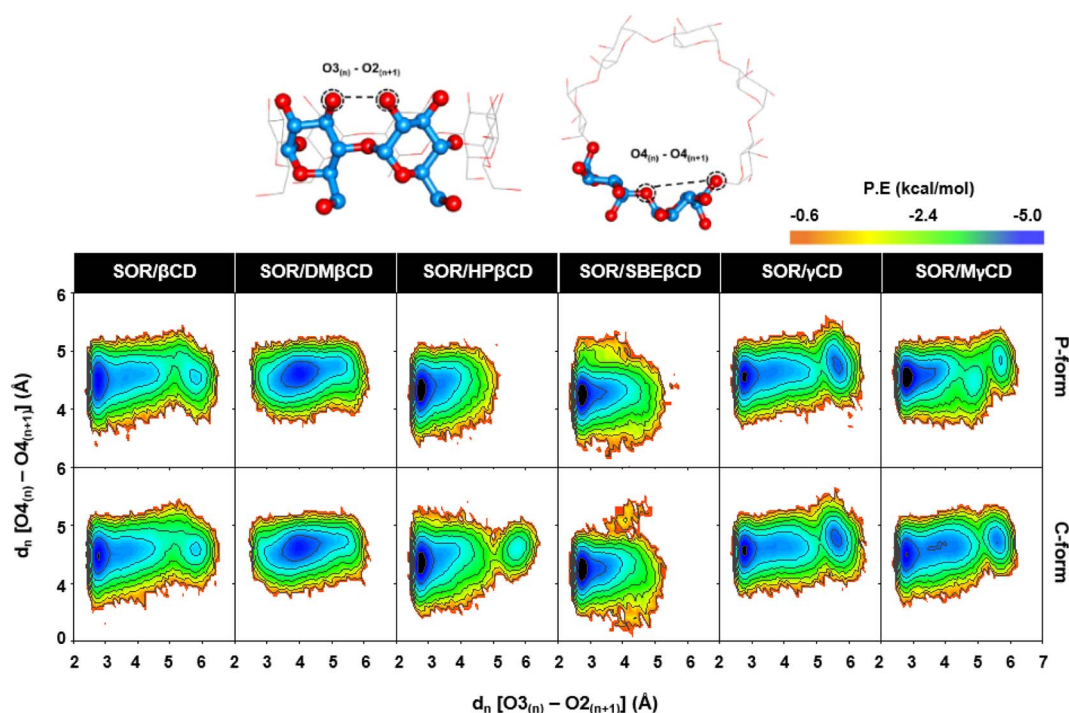 O3(n) - O2(n+1)
O4(n) - O4(n+1)
P.E (kcal/mol)
-0.6 -2.4 -5.0
SOR/βCD SOR/DMβCD SOR/HPβCD SOR/SBEβCD SOR/γCD SOR/MγCD
6
5
4
P-form
6
5
4
0
C-form
dn [O4(n) – O4(n+1)] (Å)
2 3 4 5 6 2 3 4 5 6 2 3 4 5 6 2 3 4 5 6 2 3 4 5 6 2 3 4 5 6 7
dn [O3(n) – O2(n+1)] (Å)